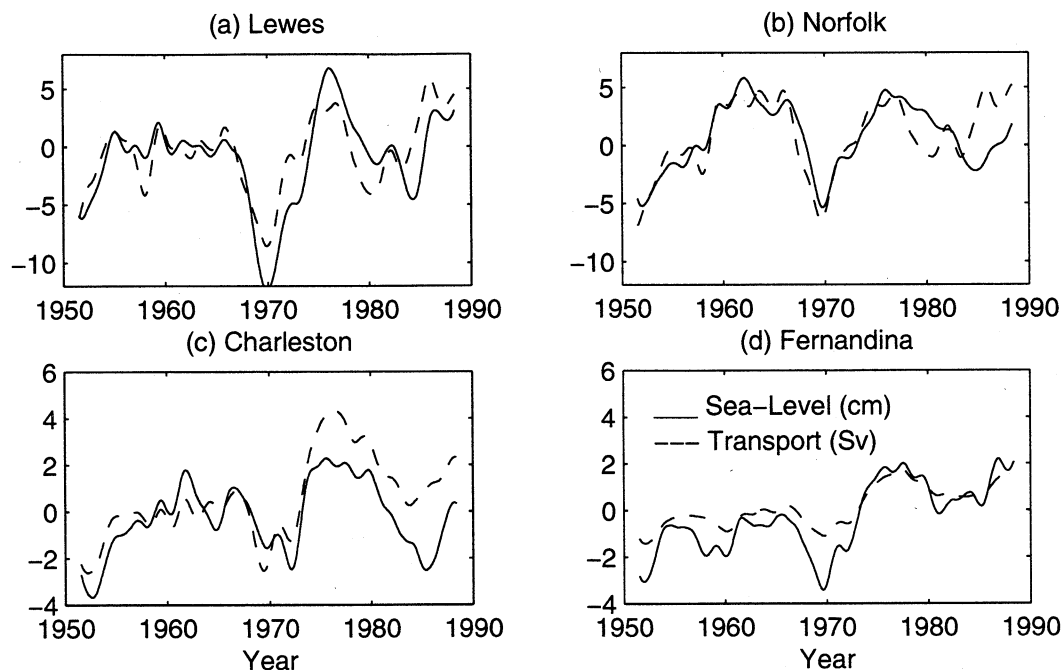 (a) Lewes
5
0
−5
−10
1950 1960 1970 1980 1990
(b) Norfolk
5
0
−5
−10
1950 1960 1970 1980 1990
(c) Charleston
6
4
2
0
−2
−4
1950 1960 1970 1980 1990
Year
(d) Fernandina
6
4
2
0
−2
−4
Sea−Level (cm)
Transport (Sv)
1950 1960 1970 1980 1990
Year